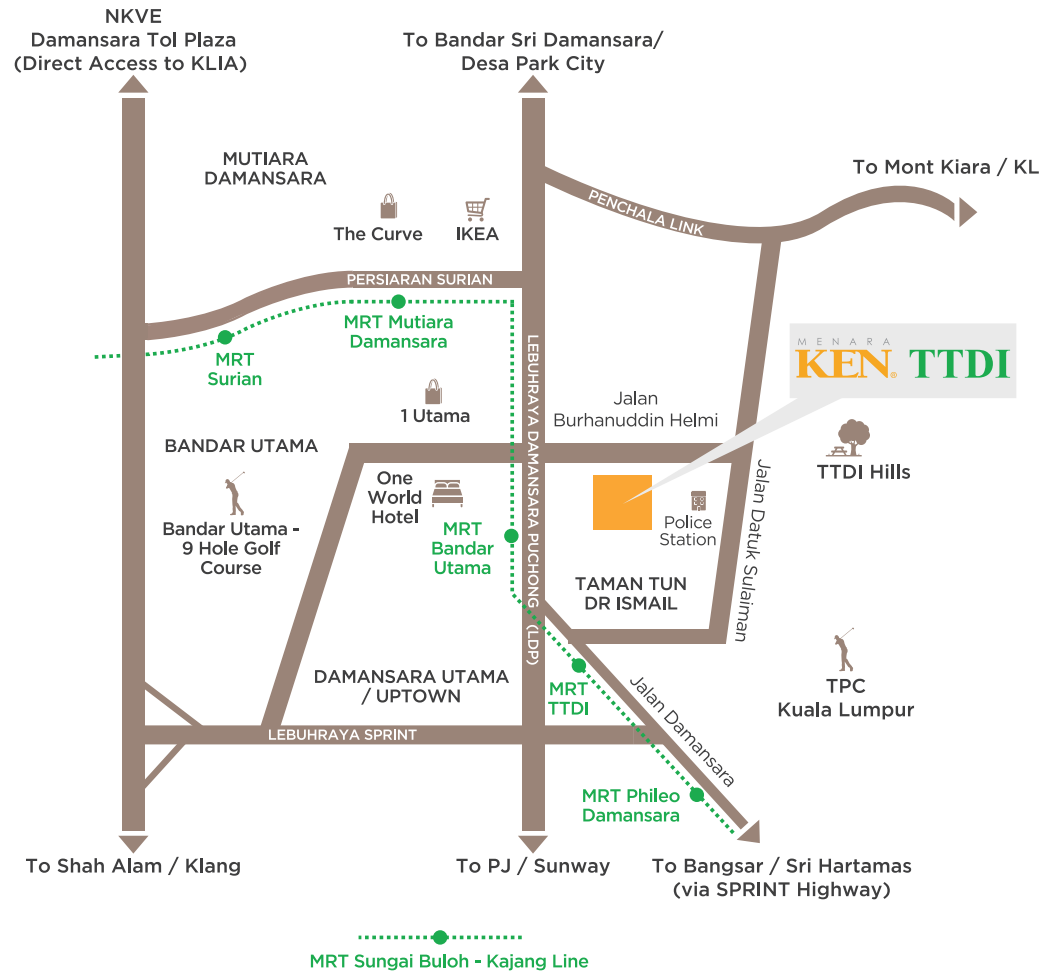 NKVE
Damansara Tol Plaza
(Direct Access to KLIA)
To Bandar Sri Damansara/
Desa Park City
MUTIARA
DAMANSARA
To Mont Kiara / KL
PENCHALA LINK
The Curve
IKEA
PERSIARAN SURIAN
MRT Mutiara
Damansara
MRT
Surian
LEBUHRAYA DAMANSARA PUCHONG (LDP)
MENARA
KEN® TTDI
1 Utama
Jalan
Burhanuddin Helmi
BANDAR UTAMA
TTDI Hills
One
World
Hotel
Bandar Utama -
9 Hole Golf
Course
MRT
Bandar
Utama
Police
Station
Jalan Datuk Sulaiman
TAMAN TUN
DR ISMAIL
DAMANSARA UTAMA
/ UPTOWN
MRT
TTDI
Jalan Damansara
TPC
Kuala Lumpur
LEBUHRAYA SPRINT
MRT Phileo
Damansara
To Shah Alam / Klang
To PJ / Sunway
To Bangsar / Sri Hartamas
(via SPRINT Highway)
MRT Sungai Buloh - Kajang Line